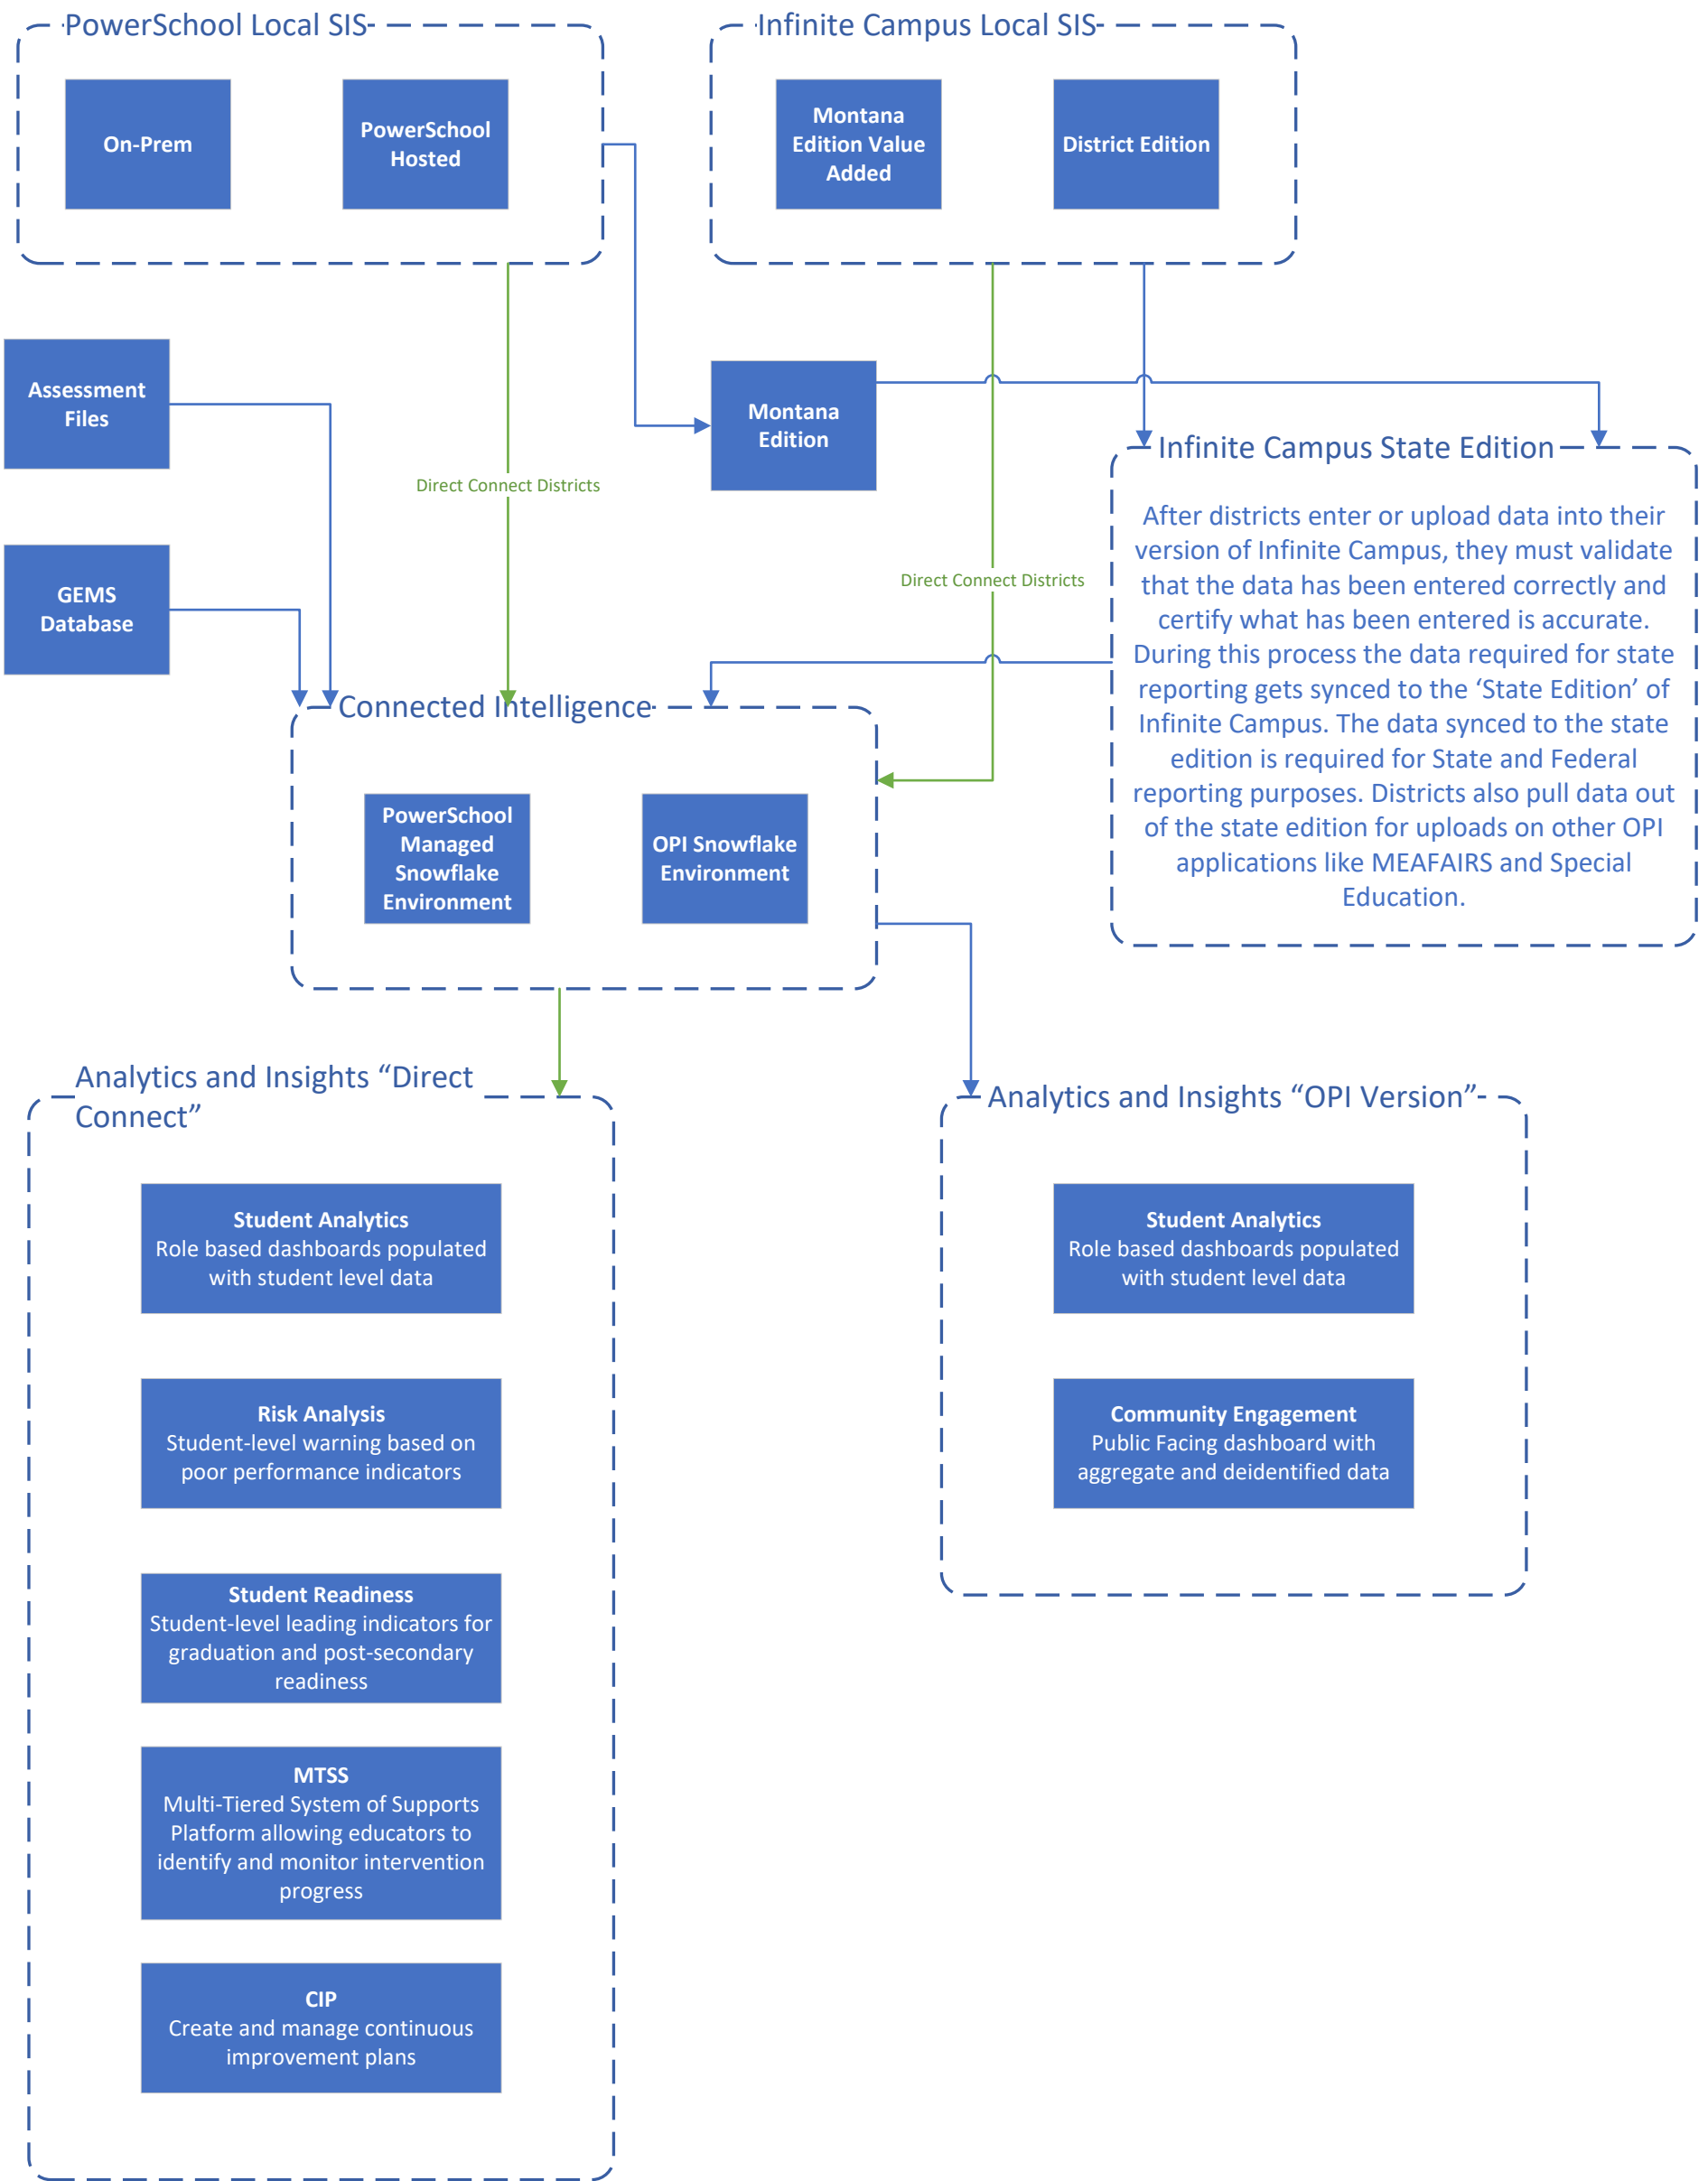 PowerSchool Local SIS
On-Prem
PowerSchool
Hosted
Infinite Campus Local SIS
Montana
Edition Value
Added
District Edition
Assessment
Files
GEMS
Database
Direct Connect Districts
Montana
Edition
Direct Connect Districts
Infinite Campus State Edition
After districts enter or upload data into their
version of Infinite Campus, they must validate
that the data has been entered correctly and
certify what has been entered is accurate.
During this process the data required for state
reporting gets synced to the ‘State Edition’ of
Infinite Campus. The data synced to the state
edition is required for State and Federal
reporting purposes. Districts also pull data out
of the state edition for uploads on other OPI
applications like MEAFAIRS and Special
Education.
Connected Intelligence
PowerSchool
Managed
Snowflake
Environment
OPI Snowflake
Environment
Analytics and Insights “Direct
Connect”
Student Analytics
Role based dashboards populated
with student level data
Risk Analysis
Student-level warning based on
poor performance indicators
Student Readiness
Student-level leading indicators for
graduation and post-secondary
readiness
MTSS
Multi-Tiered System of Supports
Platform allowing educators to
identify and monitor intervention
progress
CIP
Create and manage continuous
improvement plans
Analytics and Insights “OPI Version”
Student Analytics
Role based dashboards populated
with student level data
Community Engagement
Public Facing dashboard with
aggregate and deidentified data